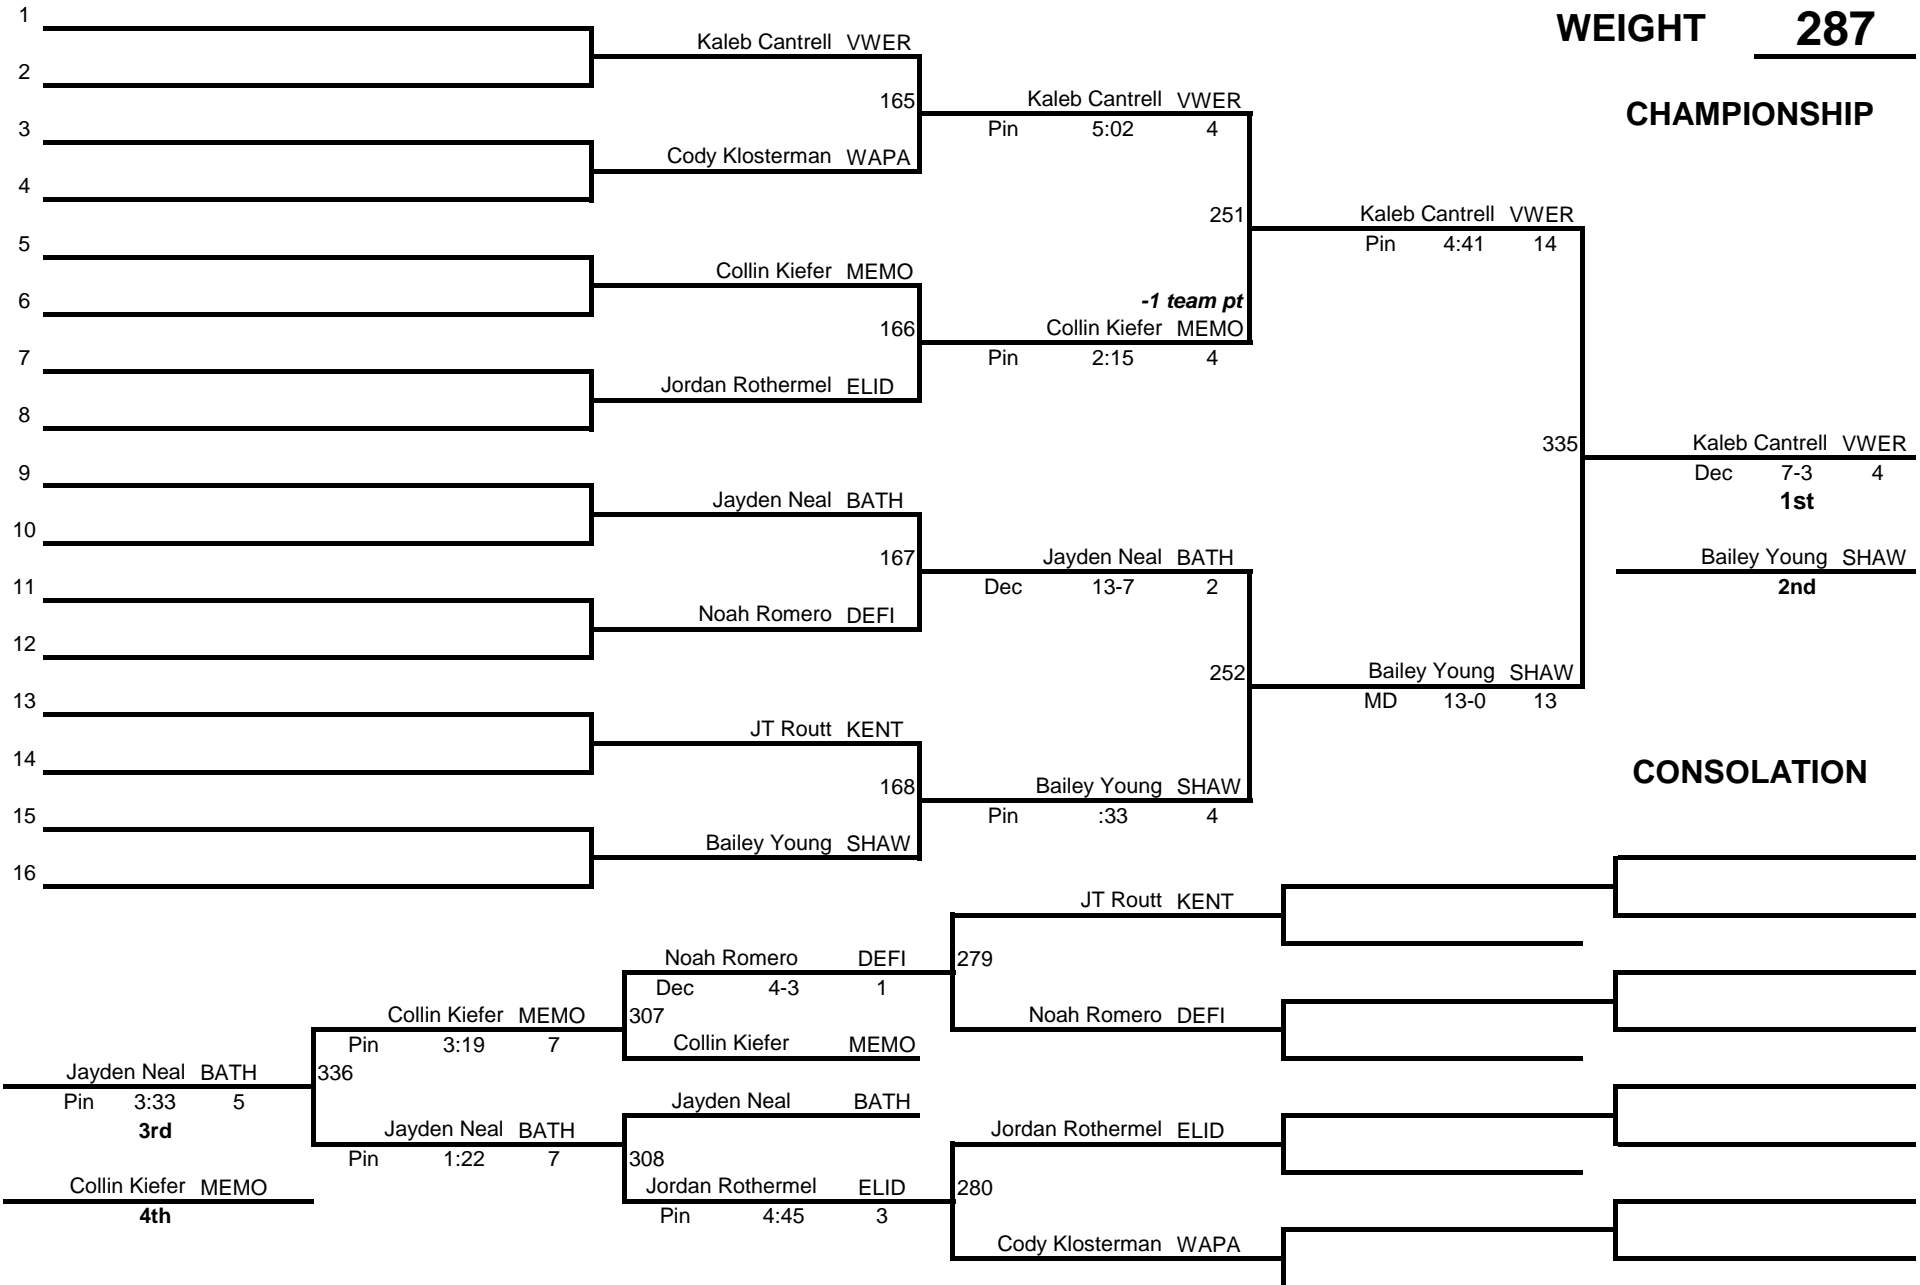 1
WEIGHT 287
Kaleb Cantrell VWER
2
165 Kaleb Cantrell VWER
CHAMPIONSHIP
3 Pin 5:02 4
Cody Klosterman WAPA
4
251 Kaleb Cantrell VWER
5 Pin 4:41 14
Collin Kiefer MEMO
6 -1 team pt
166 Collin Kiefer MEMO
7 Pin 2:15 4
Jordan Rothermel ELID
8
335 Kaleb Cantrell VWER
9 Dec 7-3 4
Jayden Neal BATH 1st
10
167 Jayden Neal BATH Bailey Young SHAW
11 Dec 13-7 2 2nd
Noah Romero DEFI
12
252 Bailey Young SHAW
13 MD 13-0 13
JT Routt KENT
14
CONSOLATION
168 Bailey Young SHAW
15 Pin :33 4
Bailey Young SHAW
16
JT Routt KENT
Noah Romero DEFI 279
Dec 4-3 1
Collin Kiefer MEMO 307 Noah Romero DEFI
Pin 3:19 7 Collin Kiefer MEMO
Jayden Neal BATH 336
Pin 3:33 5 Jayden Neal BATH
3rd Jayden Neal BATH Jordan Rothermel ELID
Pin 1:22 7 308
Collin Kiefer MEMO Jordan Rothermel ELID 280
4th Pin 4:45 3
Cody Klosterman WAPA